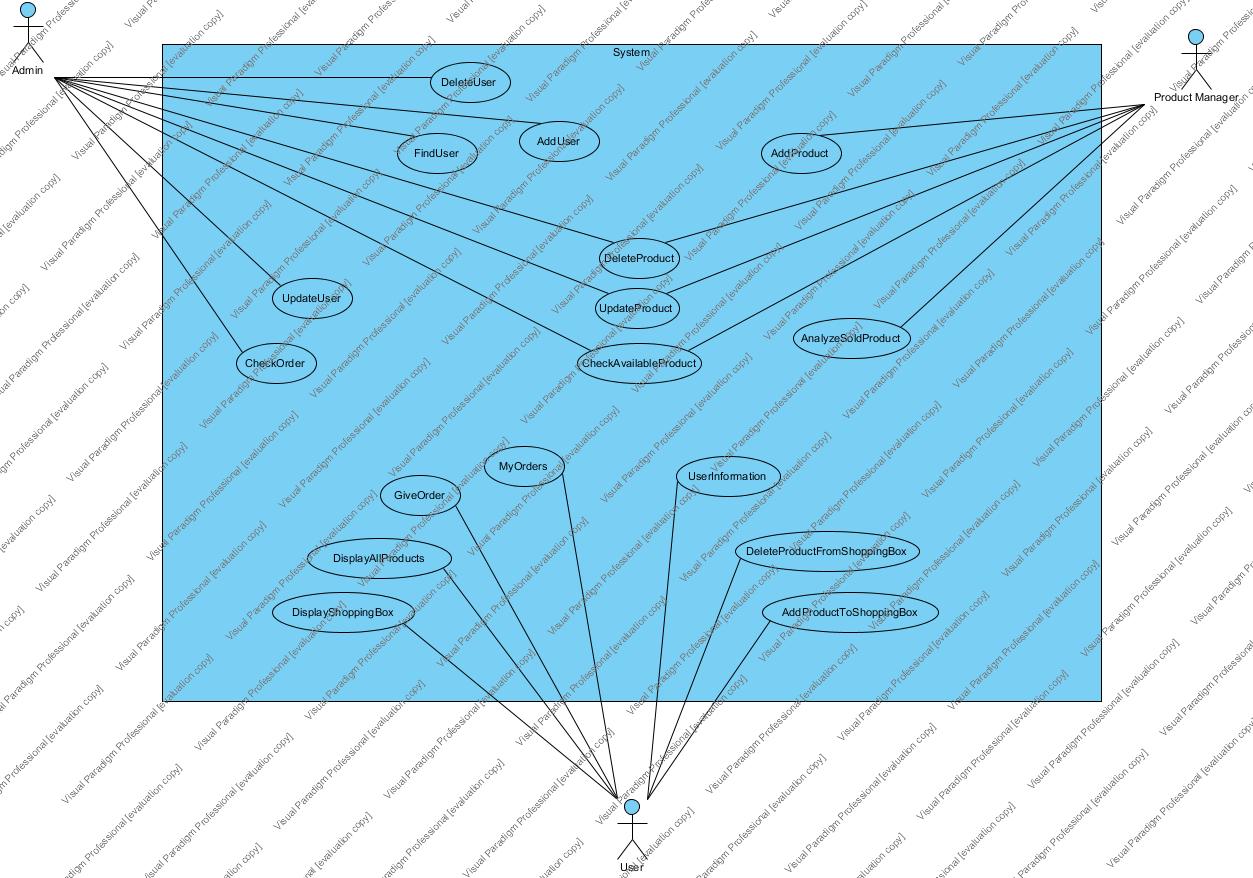 System
Admin
DeleteUser
Product Manager
AddUser
FindUser
AddProduct
DeleteProduct
UpdateUser
UpdateProduct
AnalyzeSoldProduct
CheckOrder
CheckAvailableProduct
MyOrders
UserInformation
GiveOrder
DisplayAllProducts
DeleteProductFromShoppingBox
DisplayShoppingBox
AddProductToShoppingBox
User
Visual Paradigm Professional [evaluation copy]